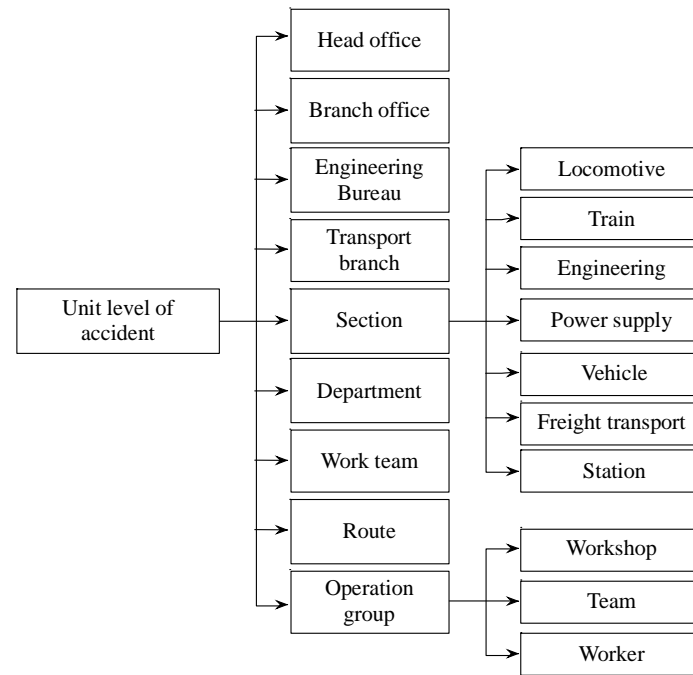 Unit level of
accident
Head office
Branch office
Engineering
Bureau
Transport
branch
Section
Department
Work team
Route
Operation
group
Locomotive
Train
Engineering
Power supply
Vehicle
Freight transport
Station
Workshop
Team
Worker